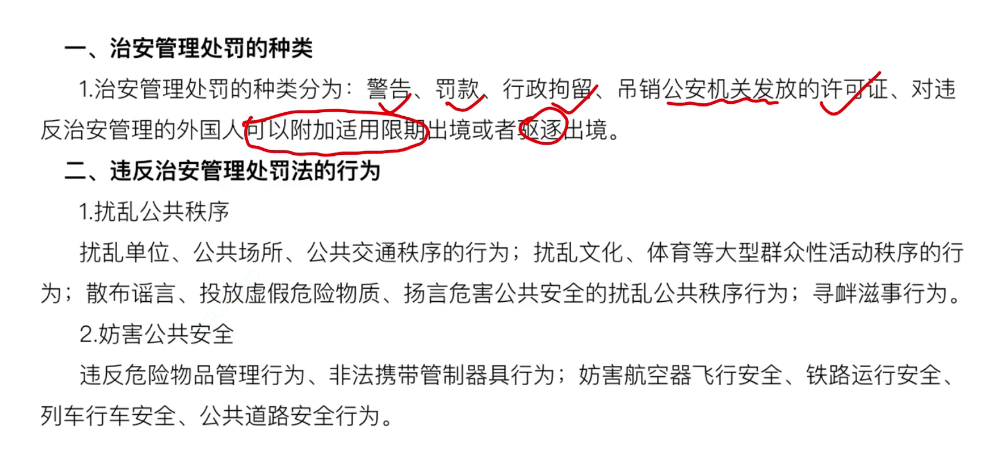 一、治安管理处罚的种类
1.治安管理处罚的种类分为：警告、罚款、行政拘留、吊销公安机关发放的许可证、对违
反治安管理的外国人可以附加适用限期出境或者驱逐出境。
二、违反治安管理处罚法的行为
1.扰乱公共秩序
扰乱单位、公共场所、公共交通秩序的行为；扰乱文化、体育等大型群众性活动秩序的行
为；散布谣言、投放虚假危险物质、扬言危害公共安全的扰乱公共秩序行为；寻衅滋事行为。
2.妨害公共安全
违反危险物品管理行为、非法携带管制器具行为；妨害航空器飞行安全、铁路运行安全、
列车行车安全、公共道路安全行为。